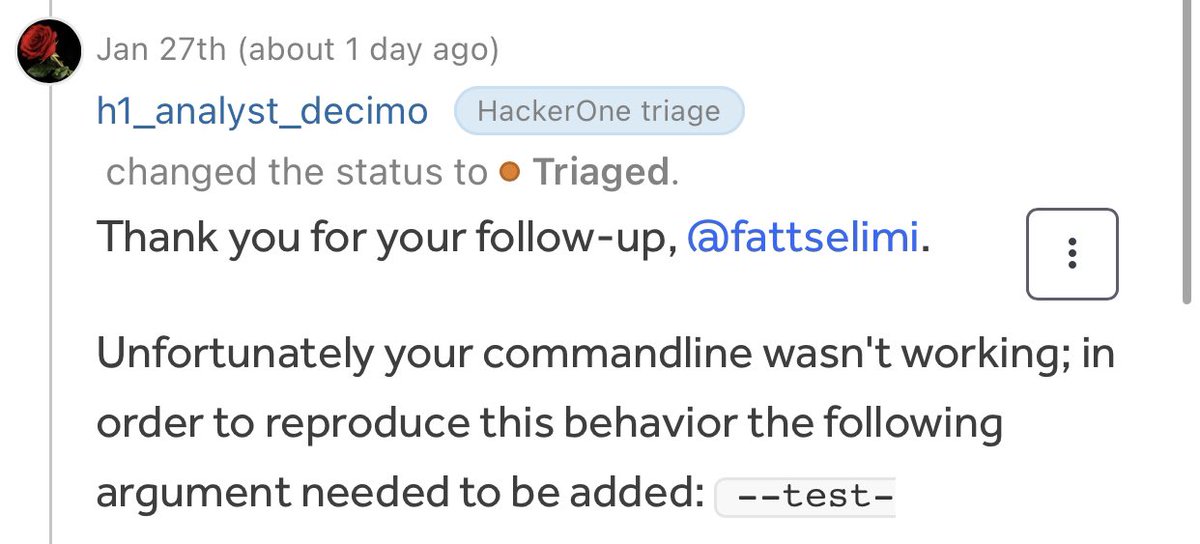 Jan 27th (about 1 day ago)
h1_analyst_decimo HackerOne triage
changed the status to Triaged.
Thank you for your follow-up, @fattselimi.
Unfortunately your commandline wasn't working; in
order to reproduce this behavior the following
argument needed to be added: --test-